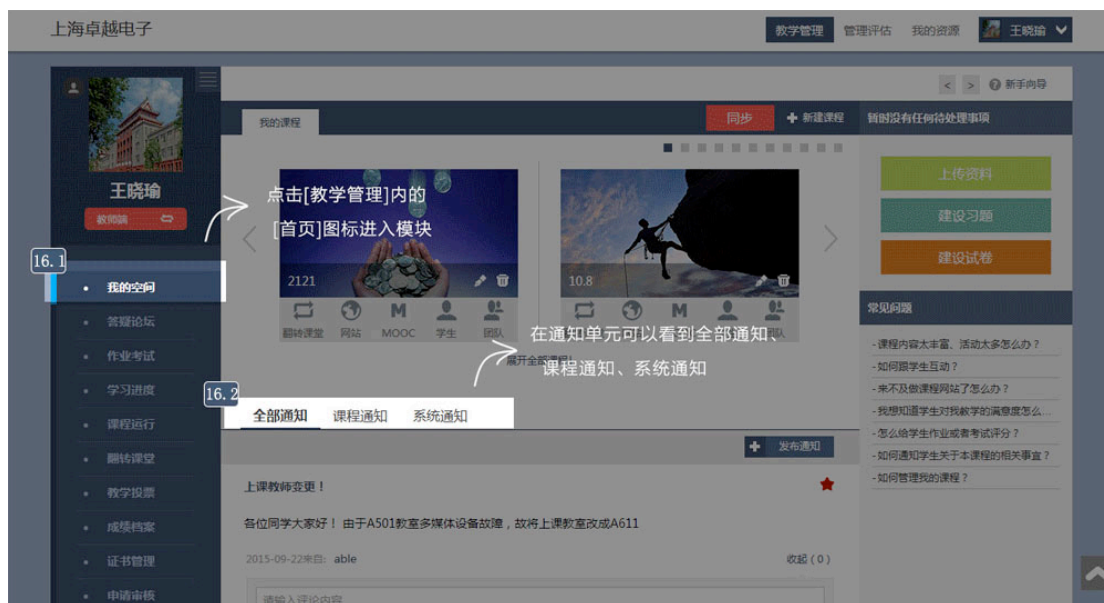 上海卓越电子
教学管理 管理评估 我的资源 王晓瑜
< > 新手向导
王晓瑜
教师端
16.1
我的空间
答疑论坛
作业考试
学习进度
课程运行
翻转课堂
教学投票
成绩档案
证书管理
申请审核
我的课程
同步
新建课程
点击[教学管理]内的
[首页]图标进入模块
2121
翻转课堂 网站 MOOC 学生 团队
10.8
M
在通知单元可以看到全部通知、
课程通知、系统通知
展开全部课程
16.2
全部通知 课程通知 系统通知
发布通知
上课教师变更！
各位同学大家好！ 由于A501教室多媒体设备故障，故将上课教室改成A611
2015-09-22来自: able
收起(0)
请输入评论内容
暂时没有任何待处理事项
上传资料
建设习题
建设试卷
常见问题
-课程内容太丰富、活动太多怎么办？
-如何跟学生互动？
-来不及做课程网站了怎么办？
-我想知道学生对我教学的满意度怎么...
-怎么给学生作业或者考试评分？
-如何通知学生关于本课程的相关事宜？
-如何管理我的课程？